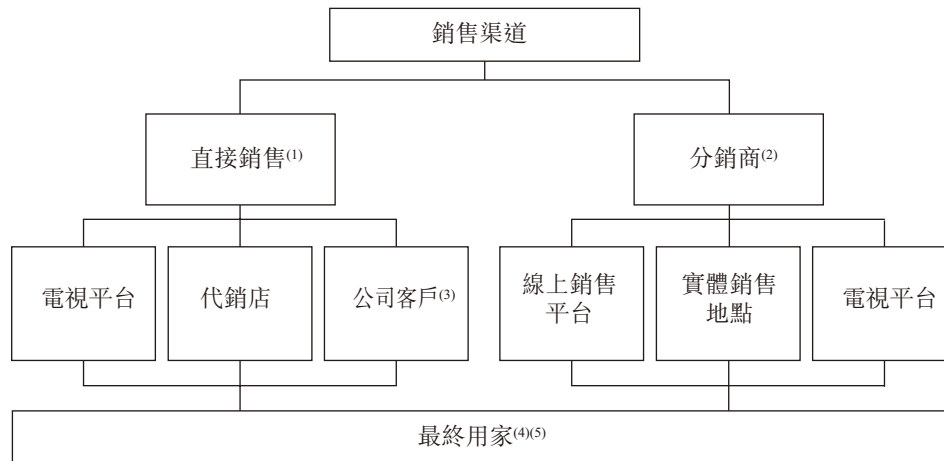 銷售渠道
直接銷售(1)
分銷商(2)
電視平台
代銷店
公司客戶(3)
線上銷售
平台
實體銷售
地點
電視平台
最終用家(4)(5)